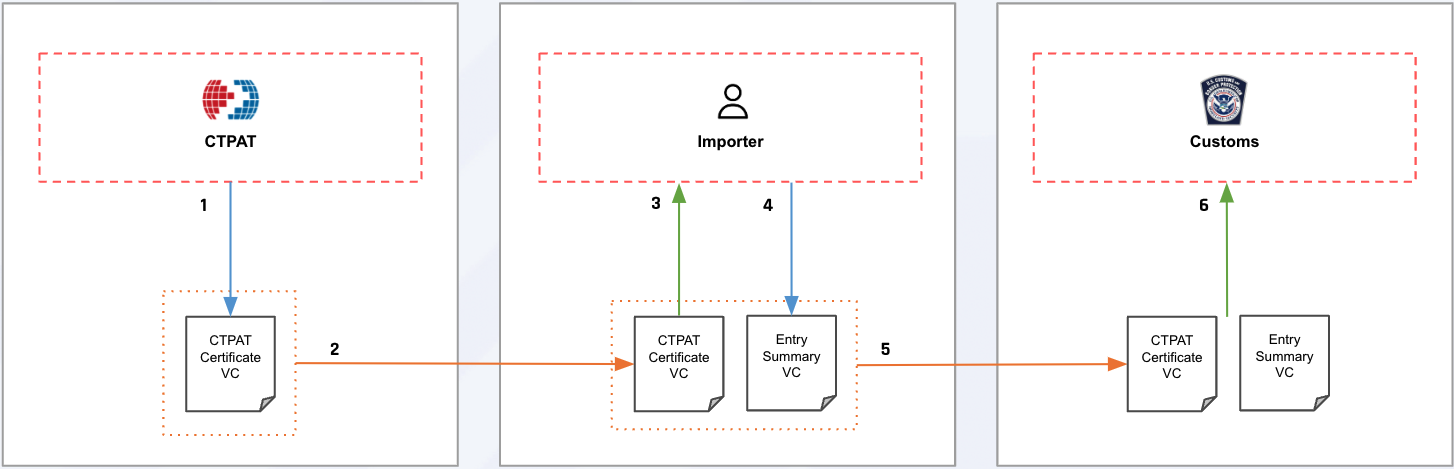 CTPAT
Importer
Customs
1
3
4
6
CTPAT
Certificate
VC
2
CTPAT
Certificate
VC
Entry
Summary
VC
5
CTPAT
Certificate
VC
Entry
Summary
VC